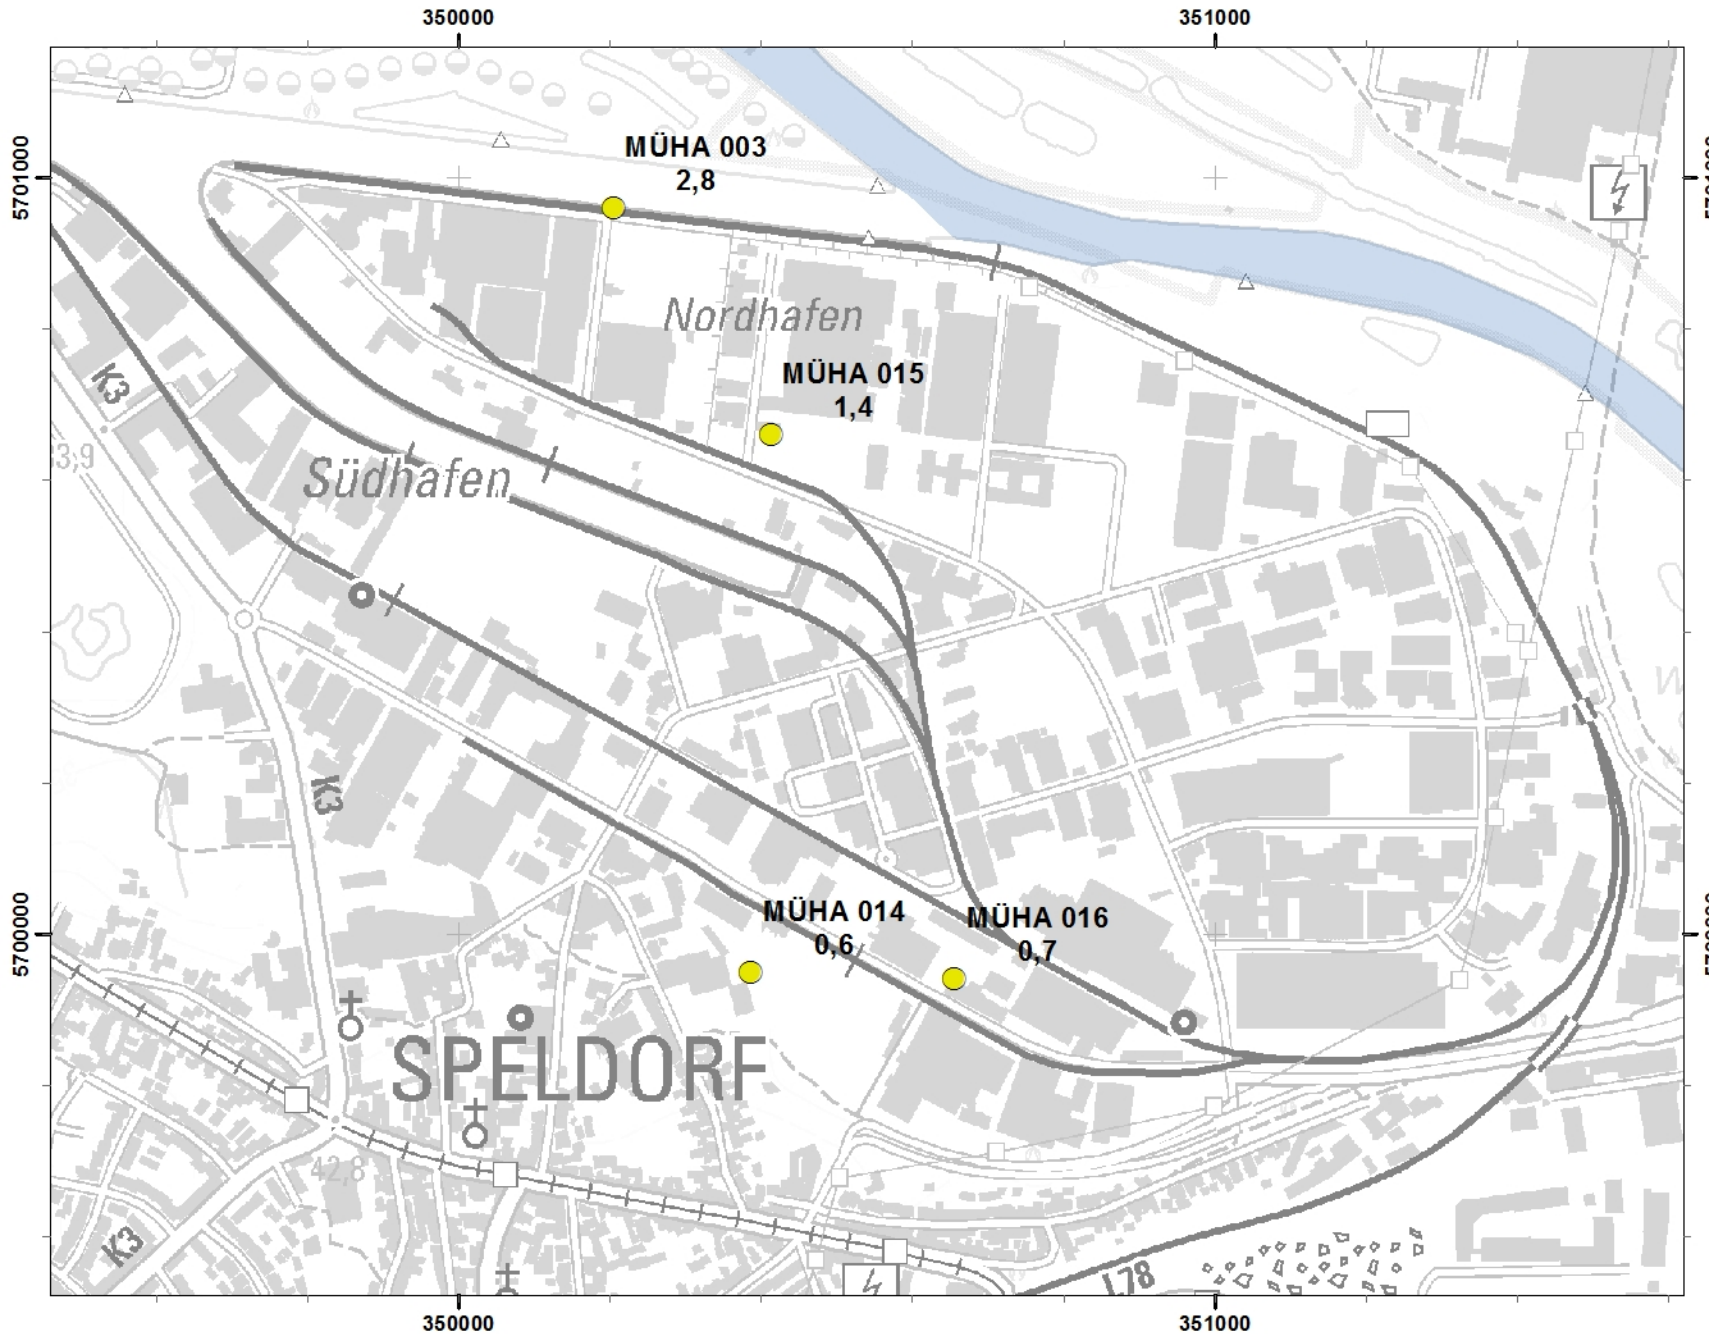 350000
351000
5701000
MÜHA 003
2,8
Nordhafen
MÜHA 015
1,4
K3
Südhafen
K3
MÜHA 014
0,6
MÜHA 016
0,7
5700000
SPELDORF
42,8
K3
L78
350000
351000